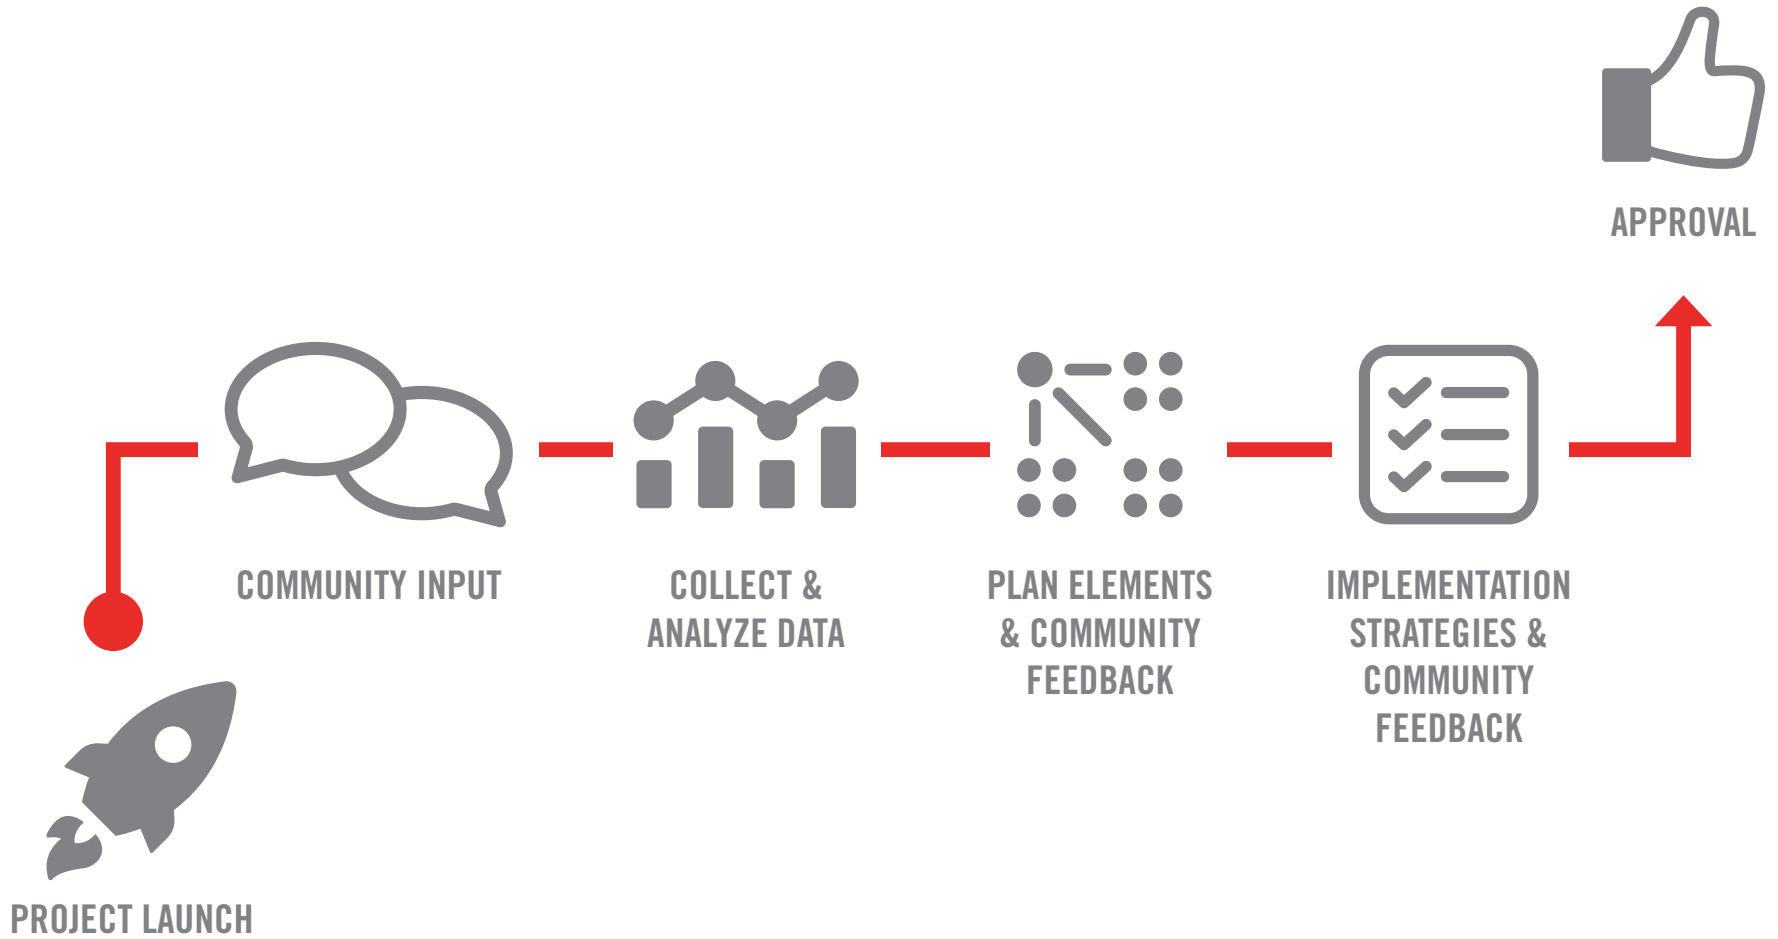 APPROVAL
COMMUNITY INPUT
COLLECT &
ANALYZE DATA
PLAN ELEMENTS
& COMMUNITY
FEEDBACK
IMPLEMENTATION
STRATEGIES &
COMMUNITY
FEEDBACK
PROJECT LAUNCH